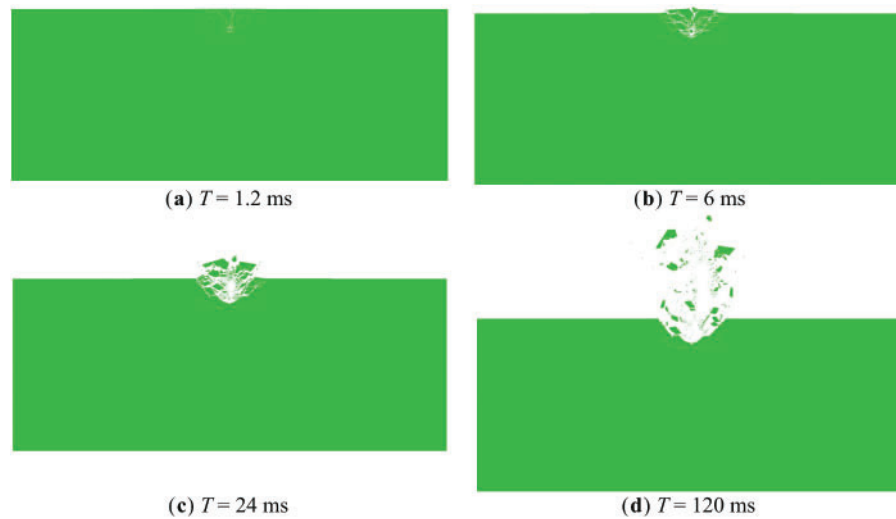 (a) T = 1.2 ms
(b) T = 6 ms
(c) T = 24 ms
(d) T = 120 ms